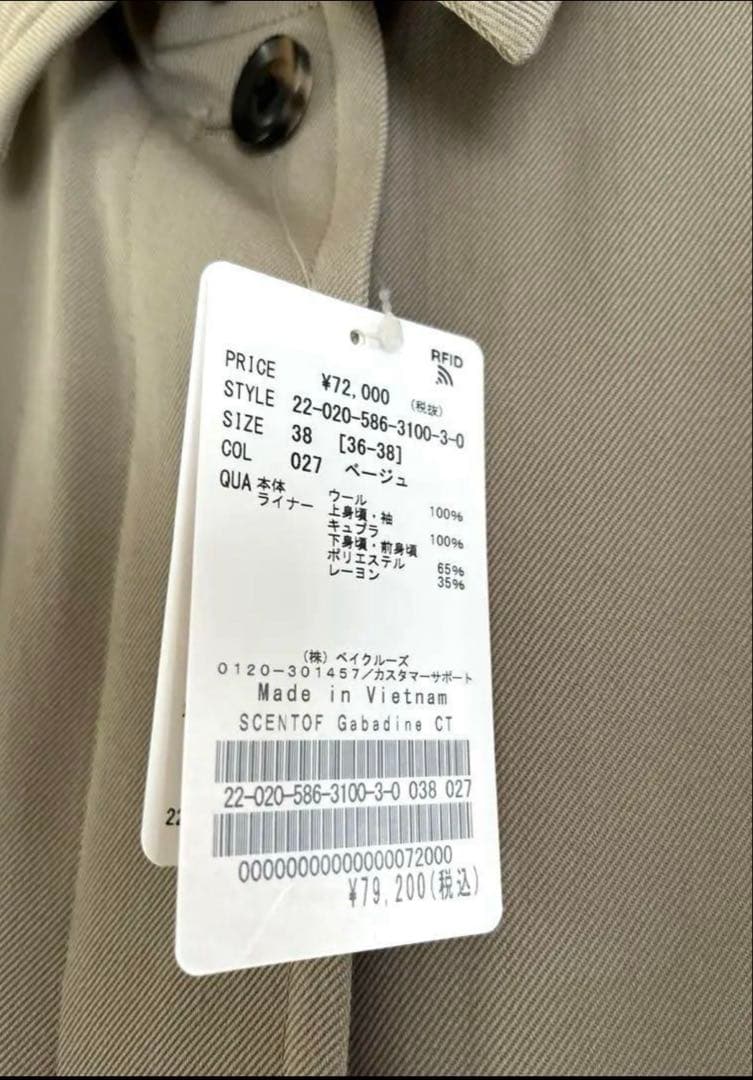 RFID
PRICE ¥72,000 (税抜)
STYLE 22-020-586-3100-3-0
SIZE 38 [36-38]
COL 027 ベージュ
QUA 本体 ウール 100%
ライナー 上身頃・袖
キュプラ 100%
下身頃・前身頃
ポリエステル 65%
レーヨン 35%
(株) ベイクルーズ
0120-301457/カスタマーサポート
Made in Vietnam
SCENTOF Gabadine CT
22-020-586-3100-3-0 038 027
00000000000000072000
¥79,200(税込)
22